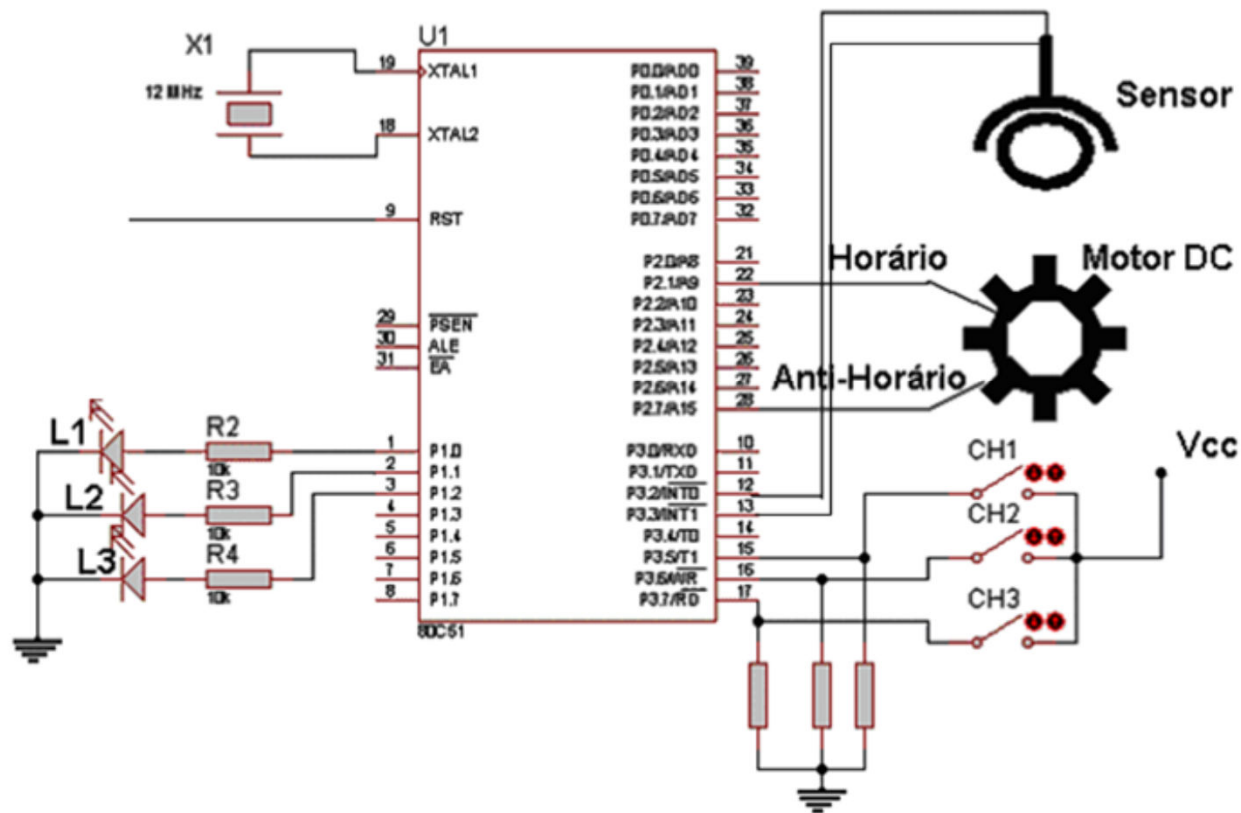 X1
12 MHz
U1
19
XTAL1
18
XTAL2
9
RST
29
PSEN
30
ALE
31
EA
L1
R2
10k
1
P1.0
L2
R3
10k
2
P1.1
L3
R4
10k
3
P1.2
4
P1.3
5
P1.4
6
P1.5
7
P1.6
8
P1.7
80C51
P0.0/AD0
39
P0.1/AD1
38
P0.2/AD2
37
P0.3/AD3
36
P0.4/AD4
35
P0.5/AD5
34
P0.6/AD6
33
P0.7/AD7
32
P2.0/A8
21
P2.1/A9
22
P2.2/A10
23
P2.3/A11
24
P2.4/A12
25
P2.5/A13
26
P2.6/A14
27
P2.7/A15
28
P3.0/RXD
10
P3.1/TXD
11
P3.2/INT0
12
P3.3/INT1
13
P3.4/T0
14
P3.5/T1
15
P3.6/WR
16
P3.7/RD
17
Sensor
Horário
Motor DC
Anti-Horário
Vcc
CH1
CH2
CH3